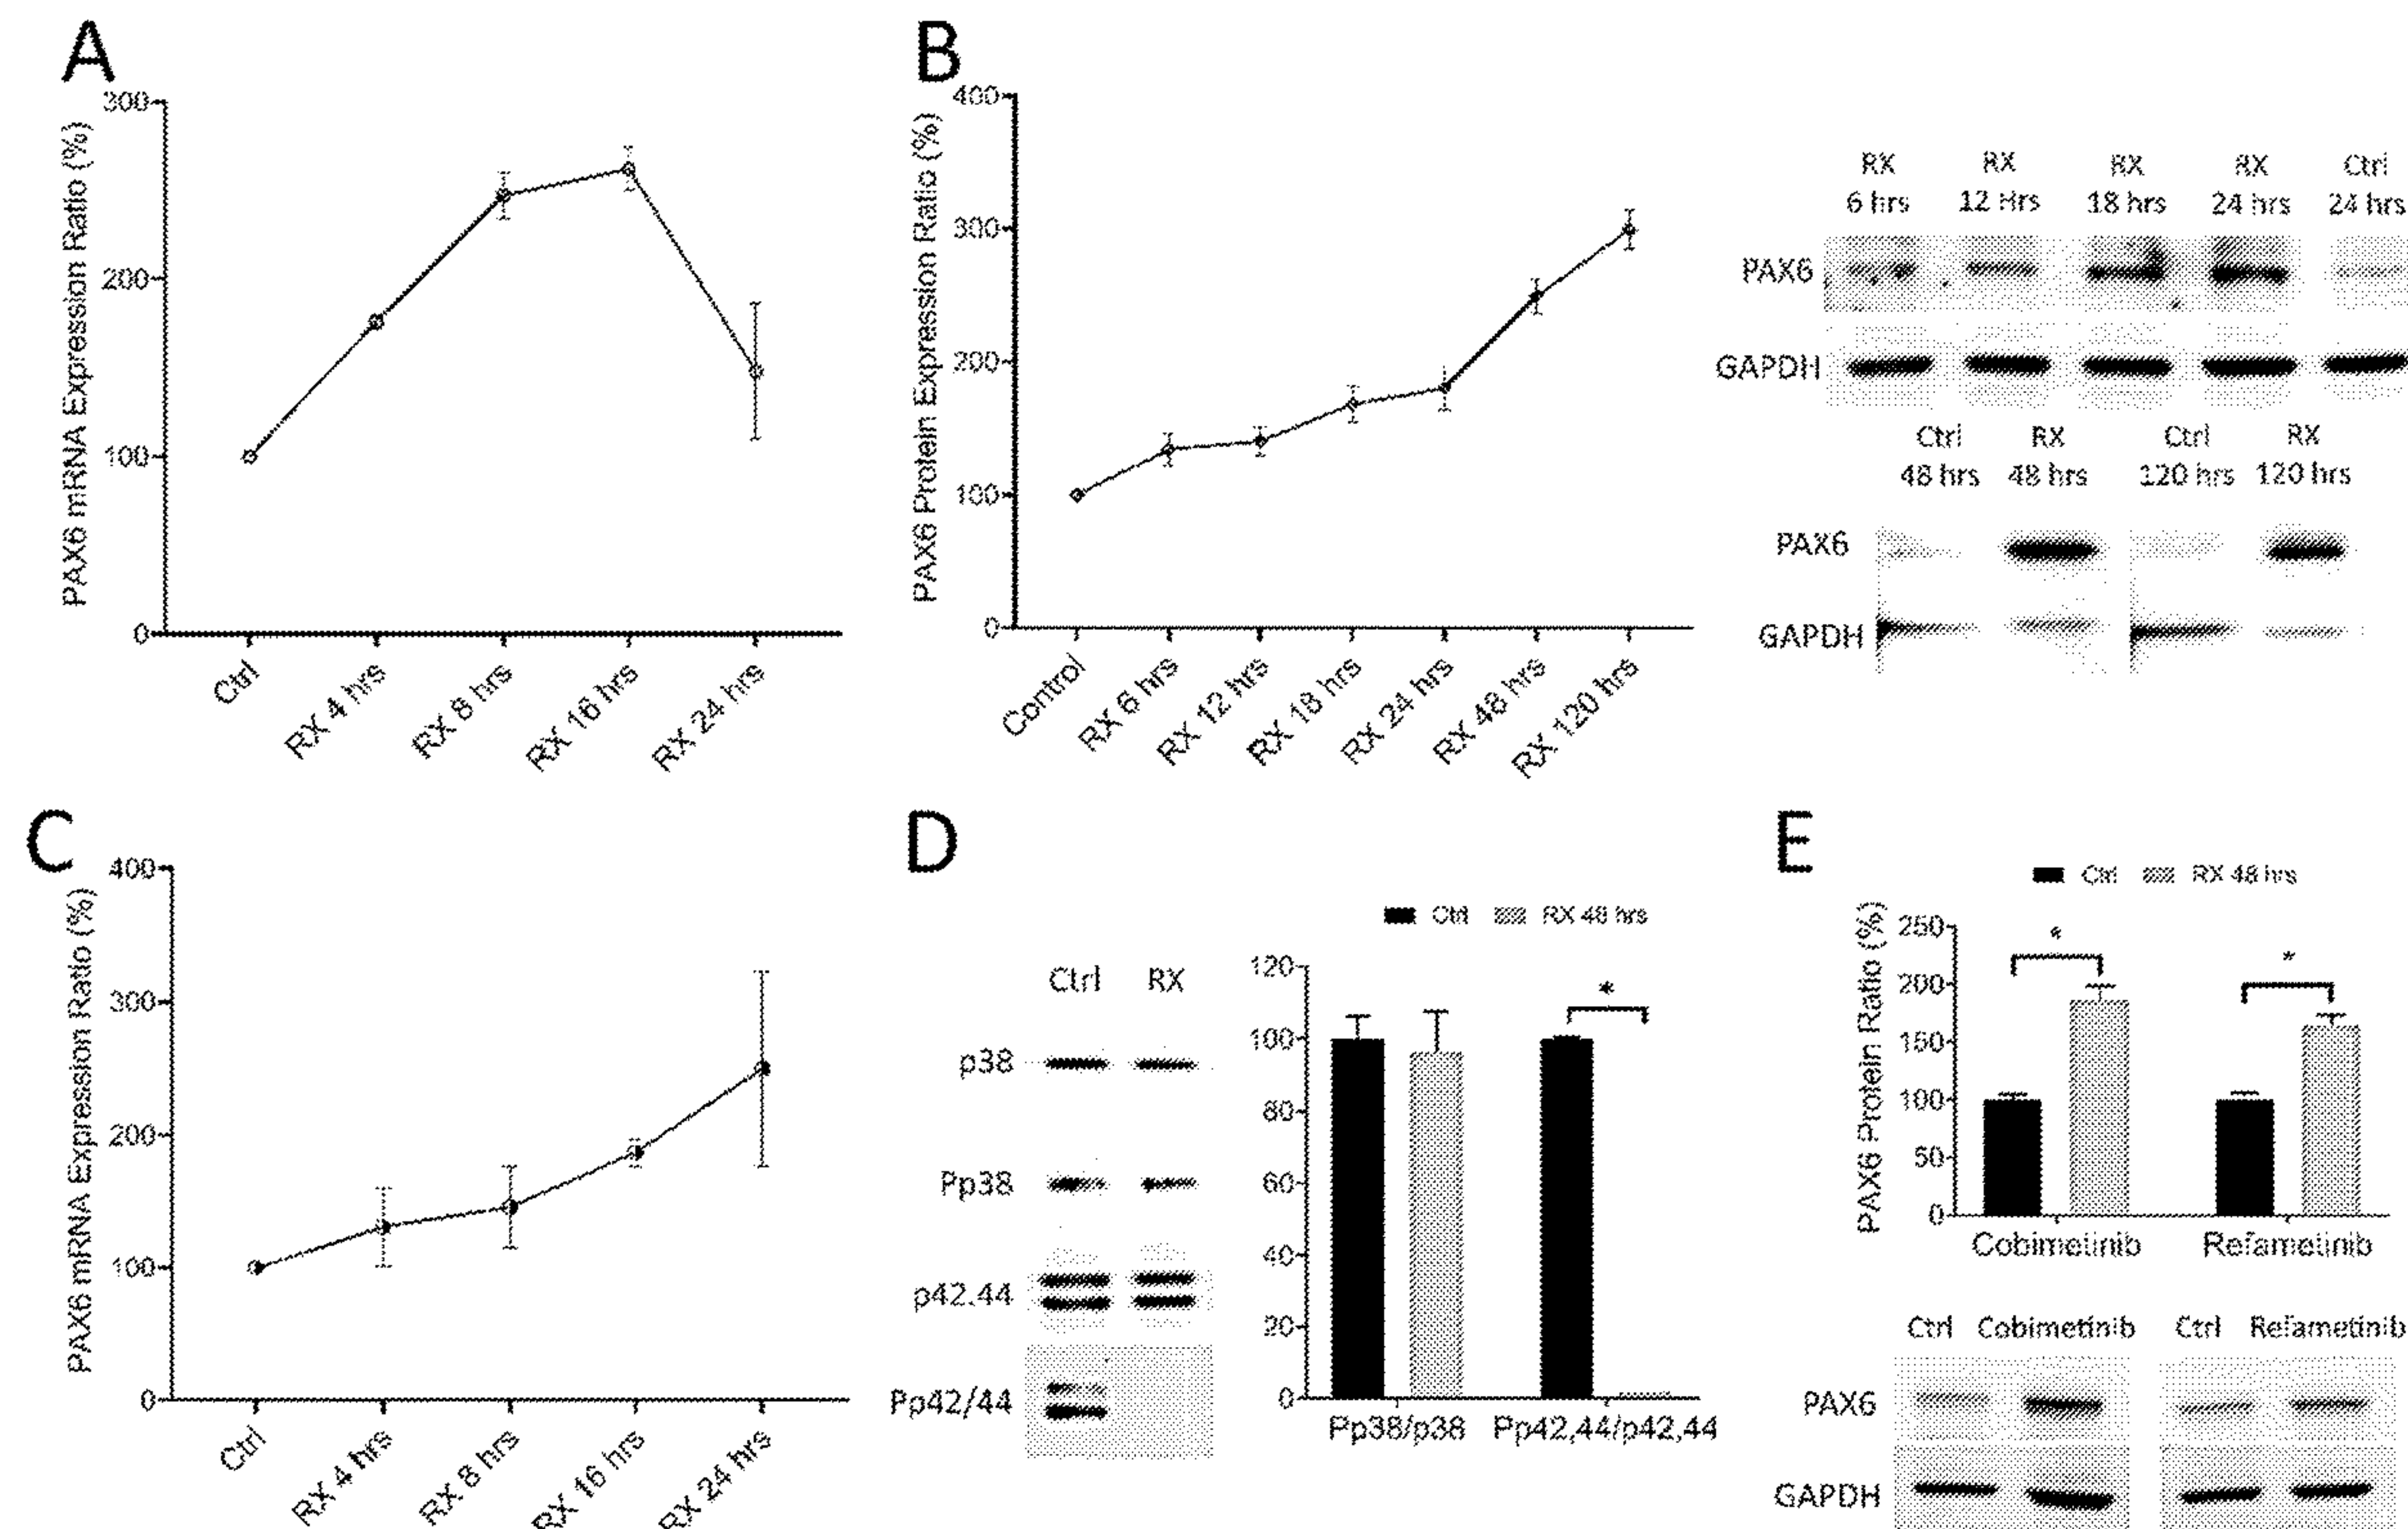 A
PAX6 mRNA Expression Ratio (%)
300
200
100
0
Ctrl
RX 4 hrs
RX 8 hrs
RX 16 hrs
RX 24 hrs
B
PAX6 Protein Expression Ratio (%)
400
300
200
100
0
Control
RX 6 hrs
RX 12 hrs
RX 18 hrs
RX 24 hrs
RX 48 hrs
RX 120 hrs
RX RX RX RX Ctrl
6 hrs 12 Hrs 18 hrs 24 hrs 24 hrs
PAX6
GAPDH
Ctrl RX Ctrl RX
48 hrs 48 hrs 120 hrs 120 hrs
PAX6
GAPDH
C
PAX6 mRNA Expression Ratio (%)
400
300
200
100
0
Ctrl
RX 4 hrs
RX 8 hrs
RX 16 hrs
RX 24 hrs
D
Ctrl RX
p38
Pp38
p42.44
Pp42/44
Ctrl RX 48 hrs
120
100
80
60
40
20
0
*
Pp38/p38 Pp42,44/p42,44
E
Ctrl RX 48 hrs
PAX6 Protein Ratio (%)
250
200
150
100
50
0
* *
Cobimetinib Refametinib
Ctrl Cobimetinib Ctrl Refametinib
PAX6
GAPDH